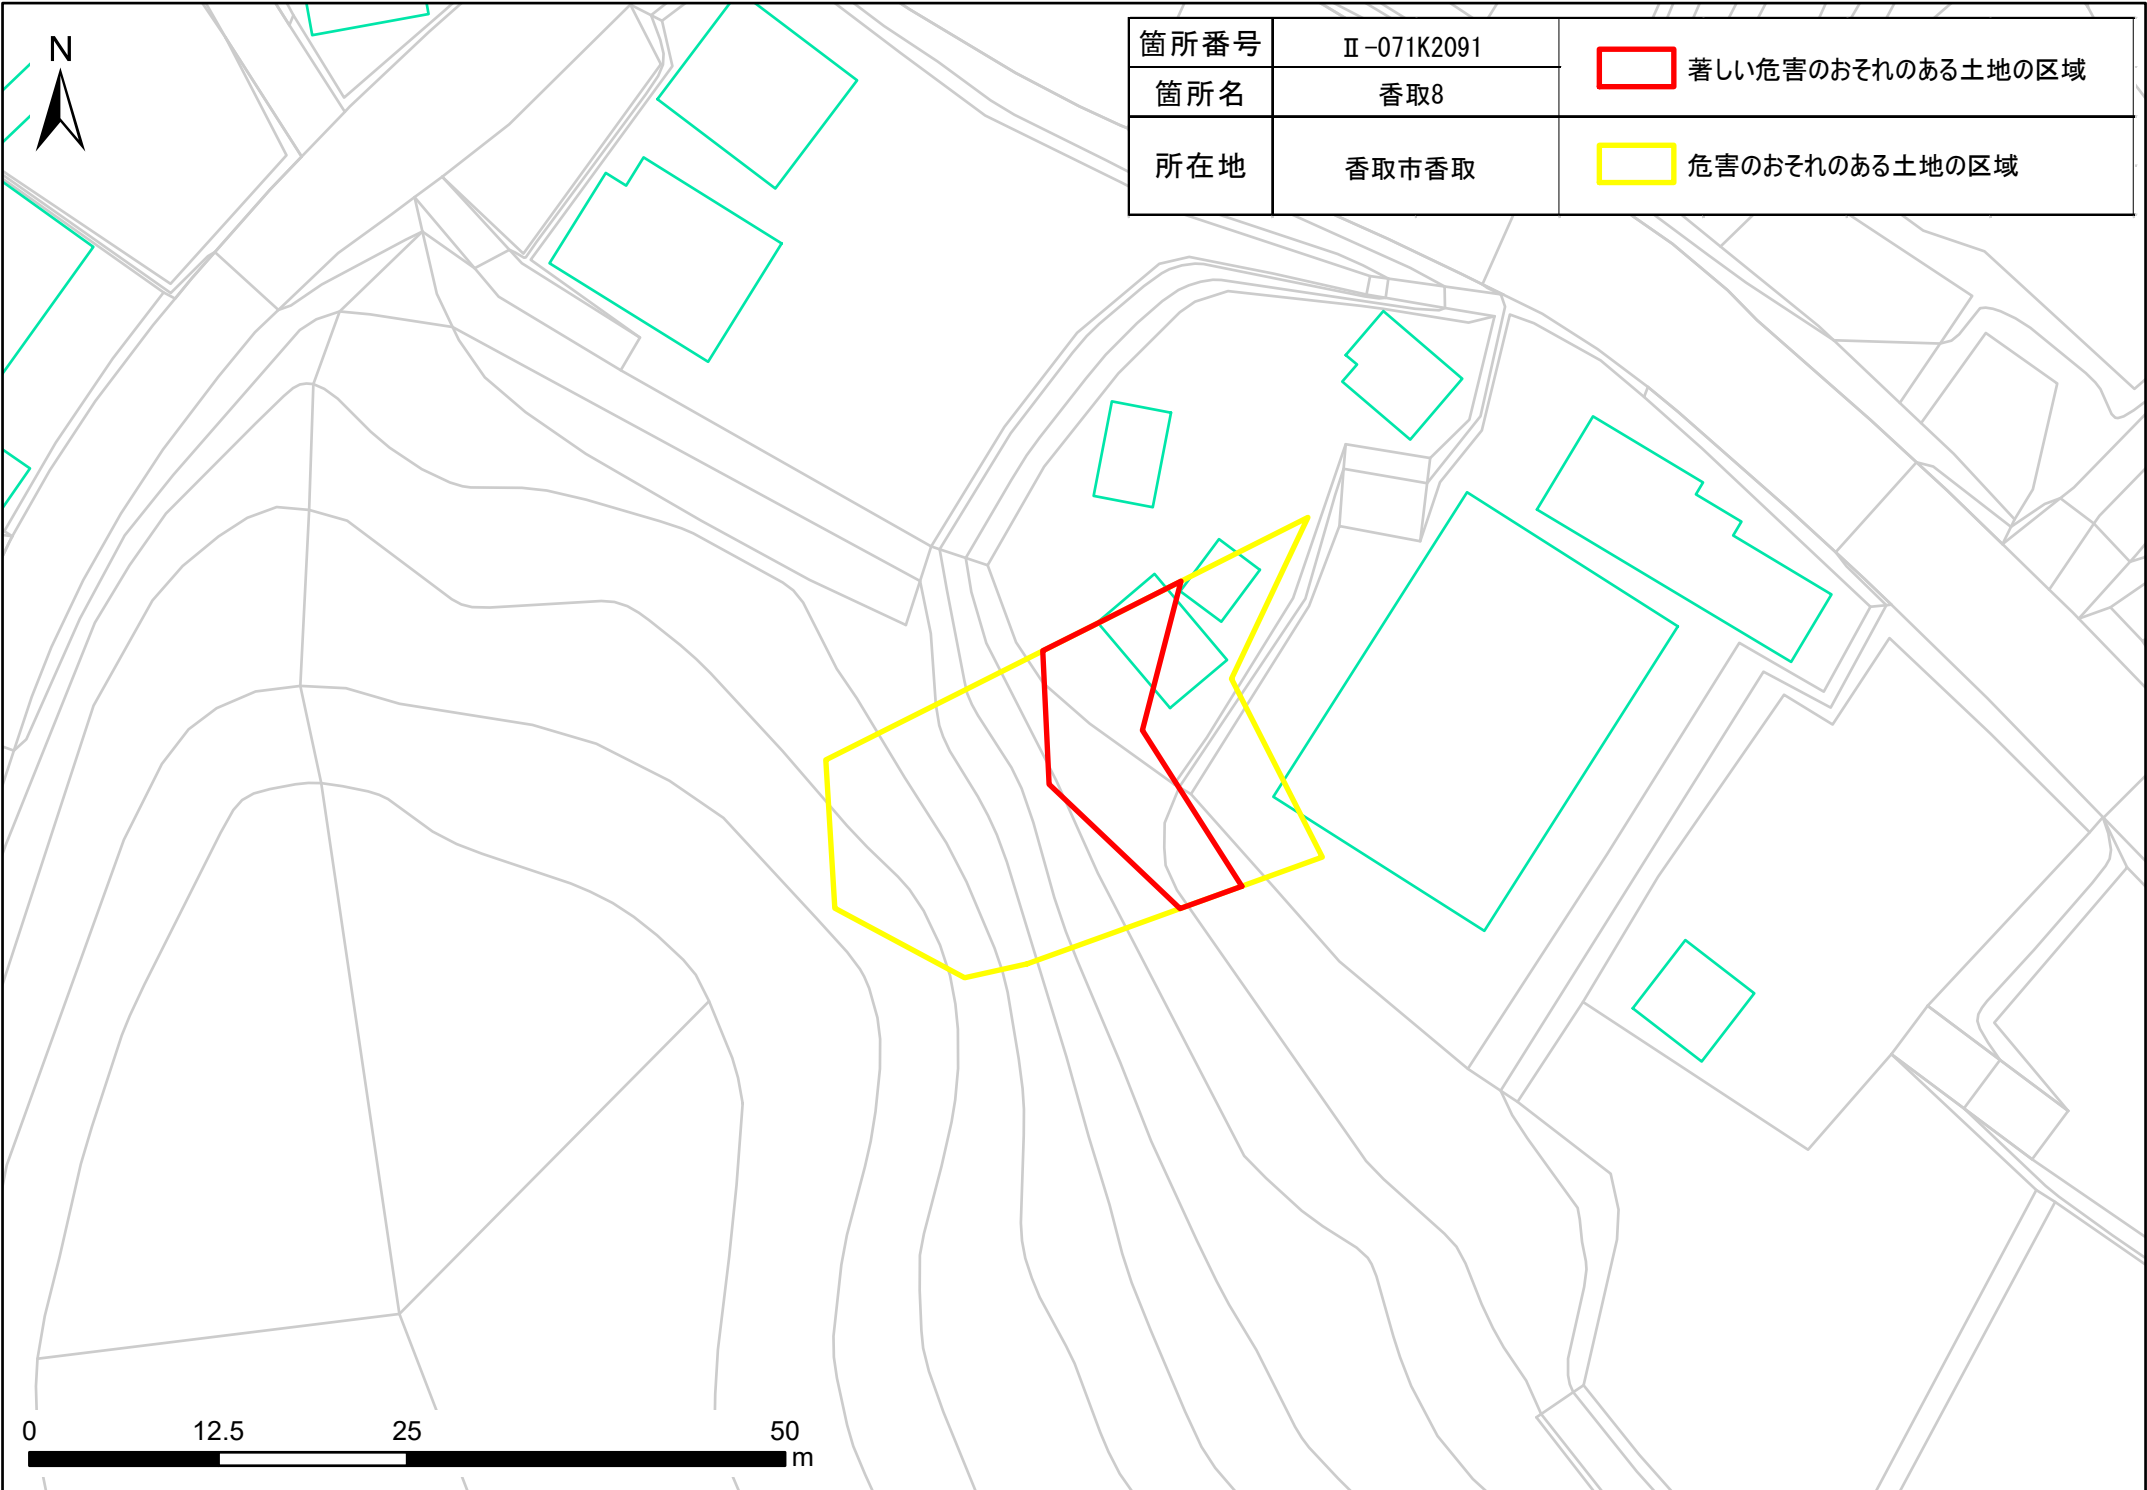 N
箇所番号 Ⅱ-071K2091
箇所名 香取8
所在地 香取市香取
著しい危害のおそれのある土地の区域
危害のおそれのある土地の区域
0 12.5 25 50
m